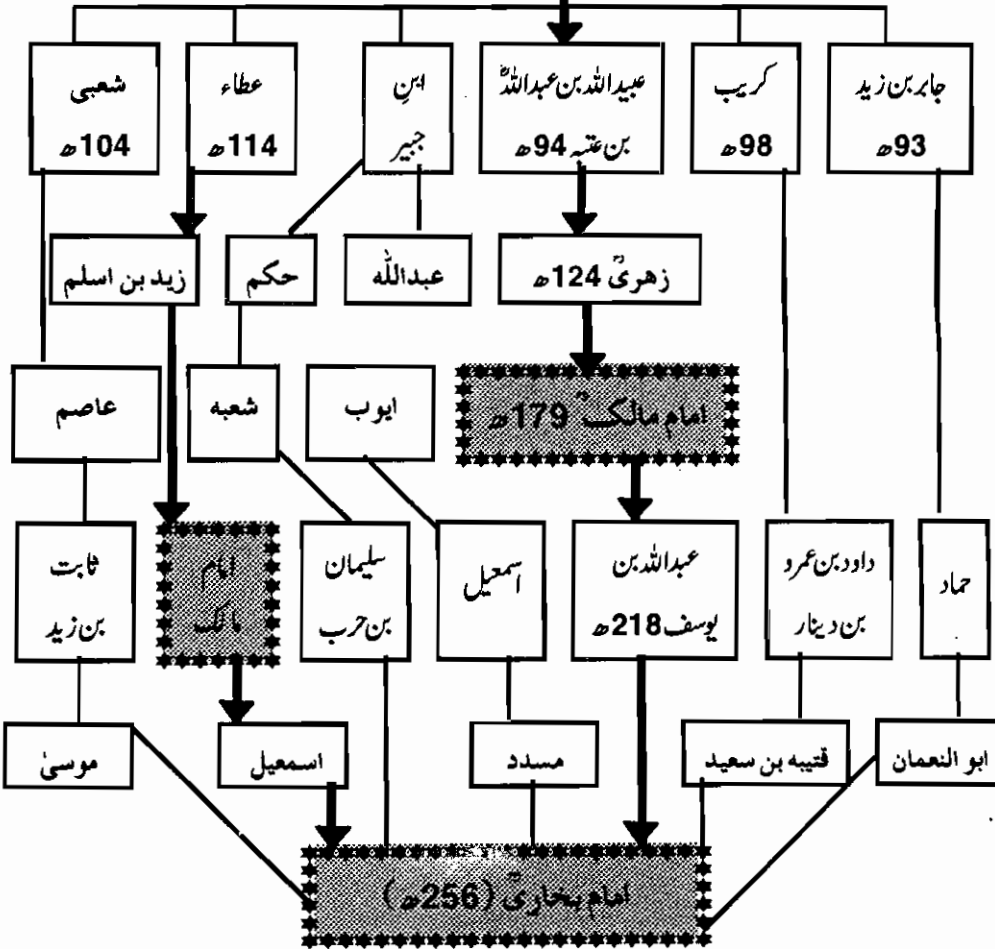 جابر بن زید
93ھ
کریب
98ھ
عبیداللہ بن عبداللہؓ
بن عتبہ 94ھ
ابنِ
جبیر
عطاء
114ھ
شعبی
104ھ
زہریؒ 124ھ
عبداللہ
حکم
زید بن اسلم
امام مالکؒ 179ھ
ایوب
شعبہ
عاصم
حماد
داود بن عمرو
بن دینار
عبداللہ بن
یوسف 218ھ
اسمعیل
سلیمان
بن حرب
امام
مالک
ثابت
بن زید
ابو النعمان
قتیبہ بن سعید
مسدد
اسمعیل
موسیٰ
امام بخاریؒ (256ھ)